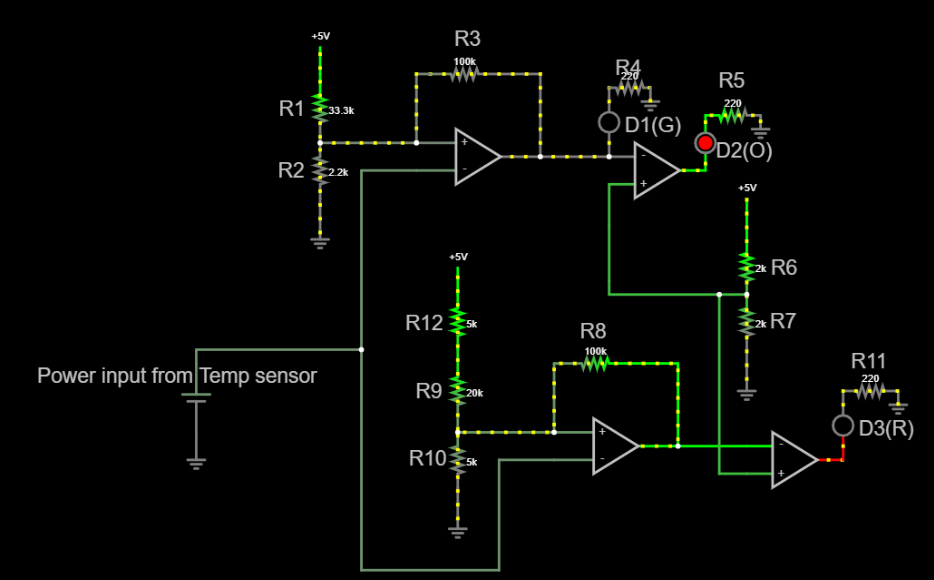 +5V
R3
100k
R1
33.3k
R2
2.2k
+
-
R4
220
D1(G)
R5
220
D2(O)
-
+
+5V
2k
R6
2k
R7
+5V
R12
5k
R9
20k
R10
5k
R8
100k
+
-
Power input from Temp sensor
R11
220
D3(R)
-
+